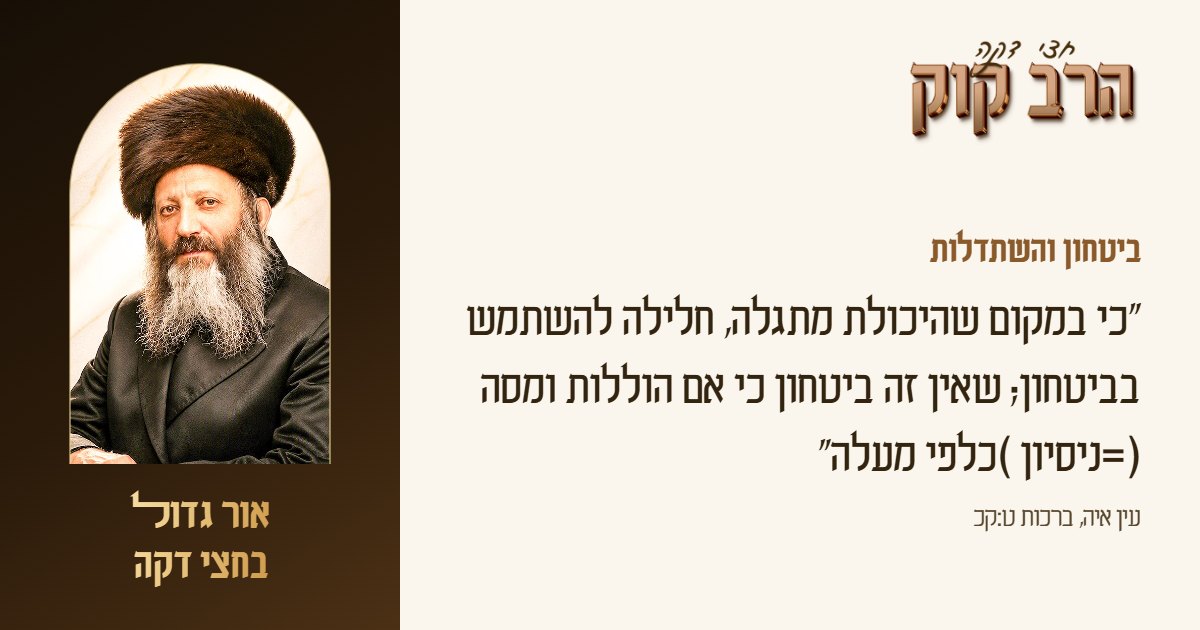 חצי דקה
הרב קוק
ביטחון והשתדלות
"כי במקום שהיכולת מתגלה, חלילה להשתמש
בביטחון; שאין זה ביטחון כי אם הוללות ומסה
(=ניסיון )כלפי מעלה"
עין איה, ברכות ט:קכ
אור גדול
בחצי דקה